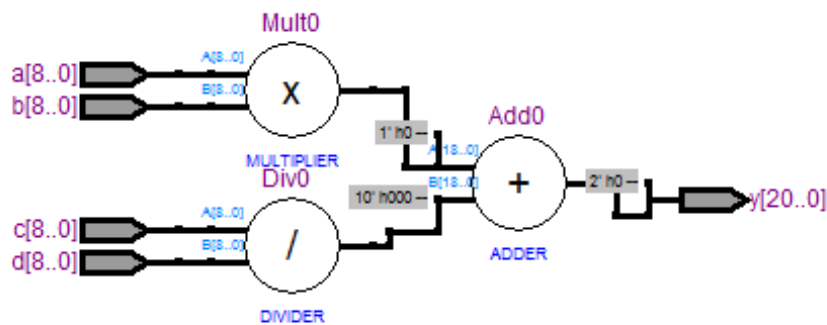 Mult0
a[8..0]
A[8..0]
b[8..0]
B[8..0]
X
MULTIPLIER
1' h0 --
Add0
A[18..0]
B[18..0]
+
ADDER
2' h0 --
y[20..0]
10' h000 --
Div0
c[8..0]
A[8..0]
d[8..0]
B[8..0]
/
DIVIDER